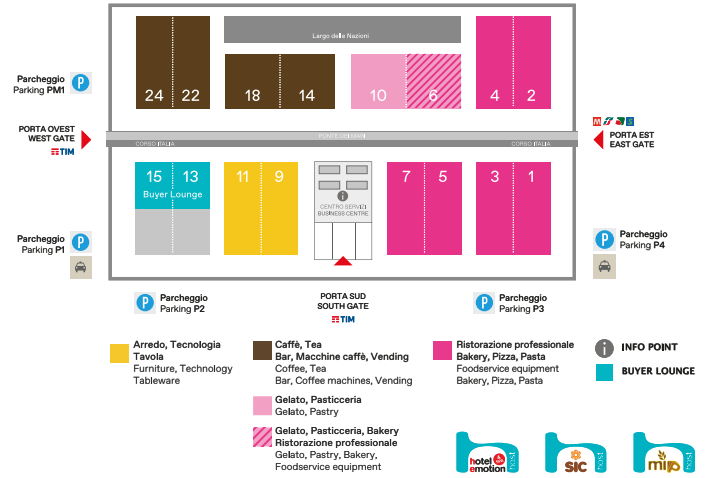 Largo delle Nazioni
24 22
18 14
10 6
4 2
Parcheggio
Parking PM1
P
PORTA OVEST
WEST GATE
TIM
PONTE DEI MARI
CORSO ITALIA
CORSO ITALIA
M
PORTA EST
EAST GATE
15 13
Buyer Lounge
11 9
i
CENTRO SERVIZI
BUSINESS CENTRE
7 5
3 1
Parcheggio
Parking P1
P
P
Parcheggio
Parking P4
P
Parcheggio
Parking P2
PORTA SUD
SOUTH GATE
TIM
P
Parcheggio
Parking P3
Arredo, Tecnologia
Tavola
Furniture, Technology
Tableware
Caffè, Tea
Bar, Macchine caffè, Vending
Coffee, Tea
Bar, Coffee machines, Vending
Gelato, Pasticceria
Gelato, Pastry
Gelato, Pasticceria, Bakery
Ristorazione professionale
Gelato, Pastry, Bakery,
Foodservice equipment
Ristorazione professionale
Bakery, Pizza, Pasta
Foodservice equipment
Bakery, Pizza, Pasta
i INFO POINT
BUYER LOUNGE
hotel
emotion
host
SIC
host
mipp
host